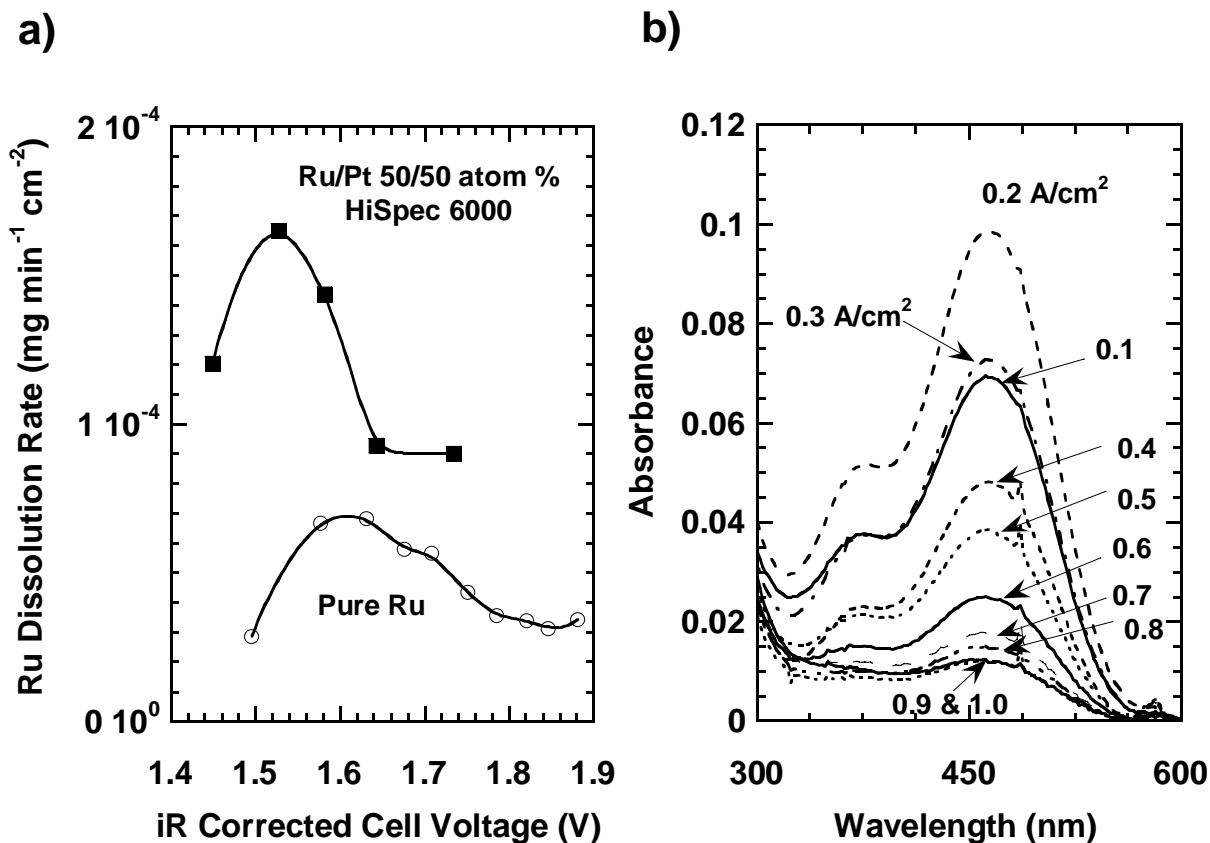 a)
Ru Dissolution Rate (mg min⁻¹ cm⁻²)
2 10⁻⁴
1 10⁻⁴
0 10⁰
Ru/Pt 50/50 atom %
HiSpec 6000
Pure Ru
1.4 1.5 1.6 1.7 1.8 1.9
iR Corrected Cell Voltage (V)
b)
Absorbance
0.12
0.1
0.08
0.06
0.04
0.02
0
0.2 A/cm²
0.3 A/cm²
0.1
0.4
0.5
0.6
0.7
0.8
0.9 & 1.0
300 450 600
Wavelength (nm)